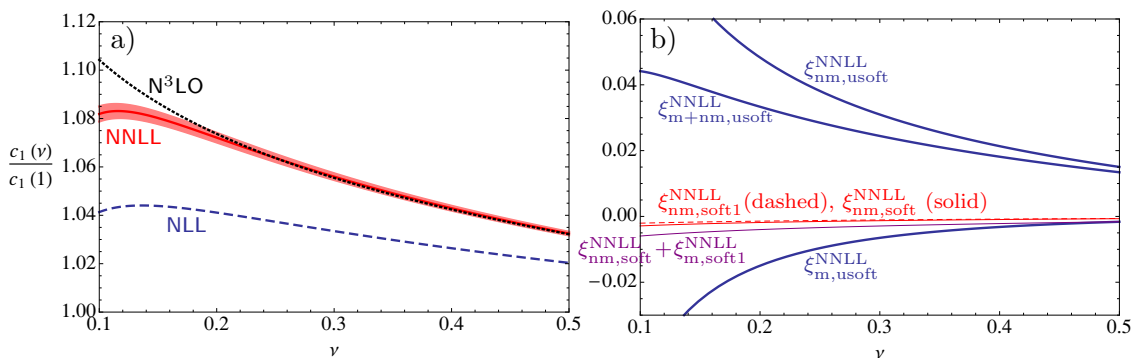 a)
1.12
1.10
1.08
1.06
1.04
1.02
1.00
c₁(ν)
c₁(1)
N³LO
NNLL
NLL
0.1 0.2 0.3 0.4 0.5
ν
b)
0.06
0.04
0.02
0.00
−0.02
ξ^NNLL_nm,usoft
ξ^NNLL_m+nm,usoft
ξ^NNLL_nm,soft1 (dashed), ξ^NNLL_nm,soft (solid)
ξ^NNLL_nm,soft + ξ^NNLL_m,soft1
ξ^NNLL_m,usoft
0.1 0.2 0.3 0.4 0.5
ν